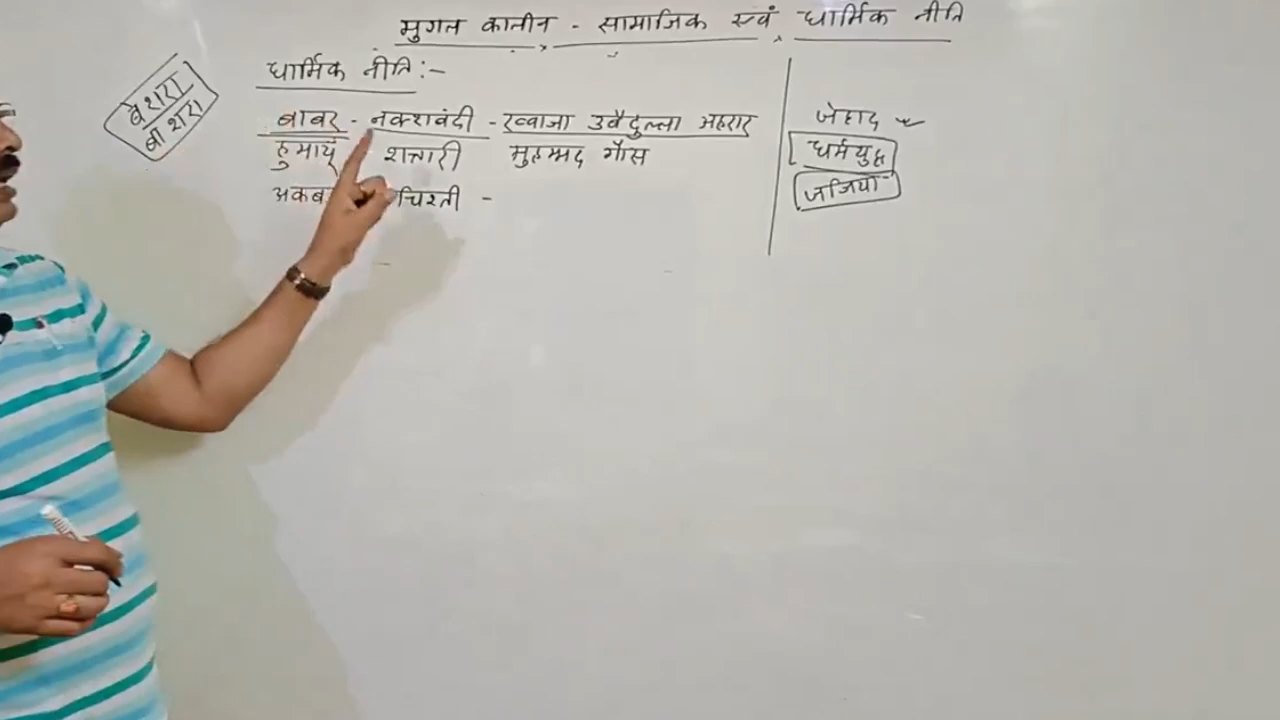 मुगल कालीन - सामाजिक एवं धार्मिक नीति
धार्मिक नीति :-
बेशरा
बाशरा
बाबर - नक्शबंदी - ख्वाजा उबैदुल्ला अहरार
हुमायूं शत्तारी मुहम्मद गौस
चिश्ती -
जेहाद
धर्मयुद्ध
जजिया